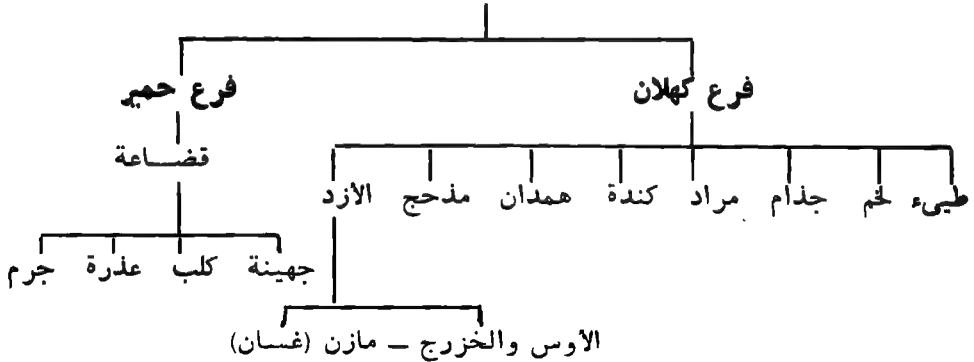 فرع كهلان فرع حمير
قضاعة
طيىء لخم جذام مراد كندة همدان مذحج الأزد
جهينة كلب عذرة جرم
الأوس والخزرج – مازن (غسان)